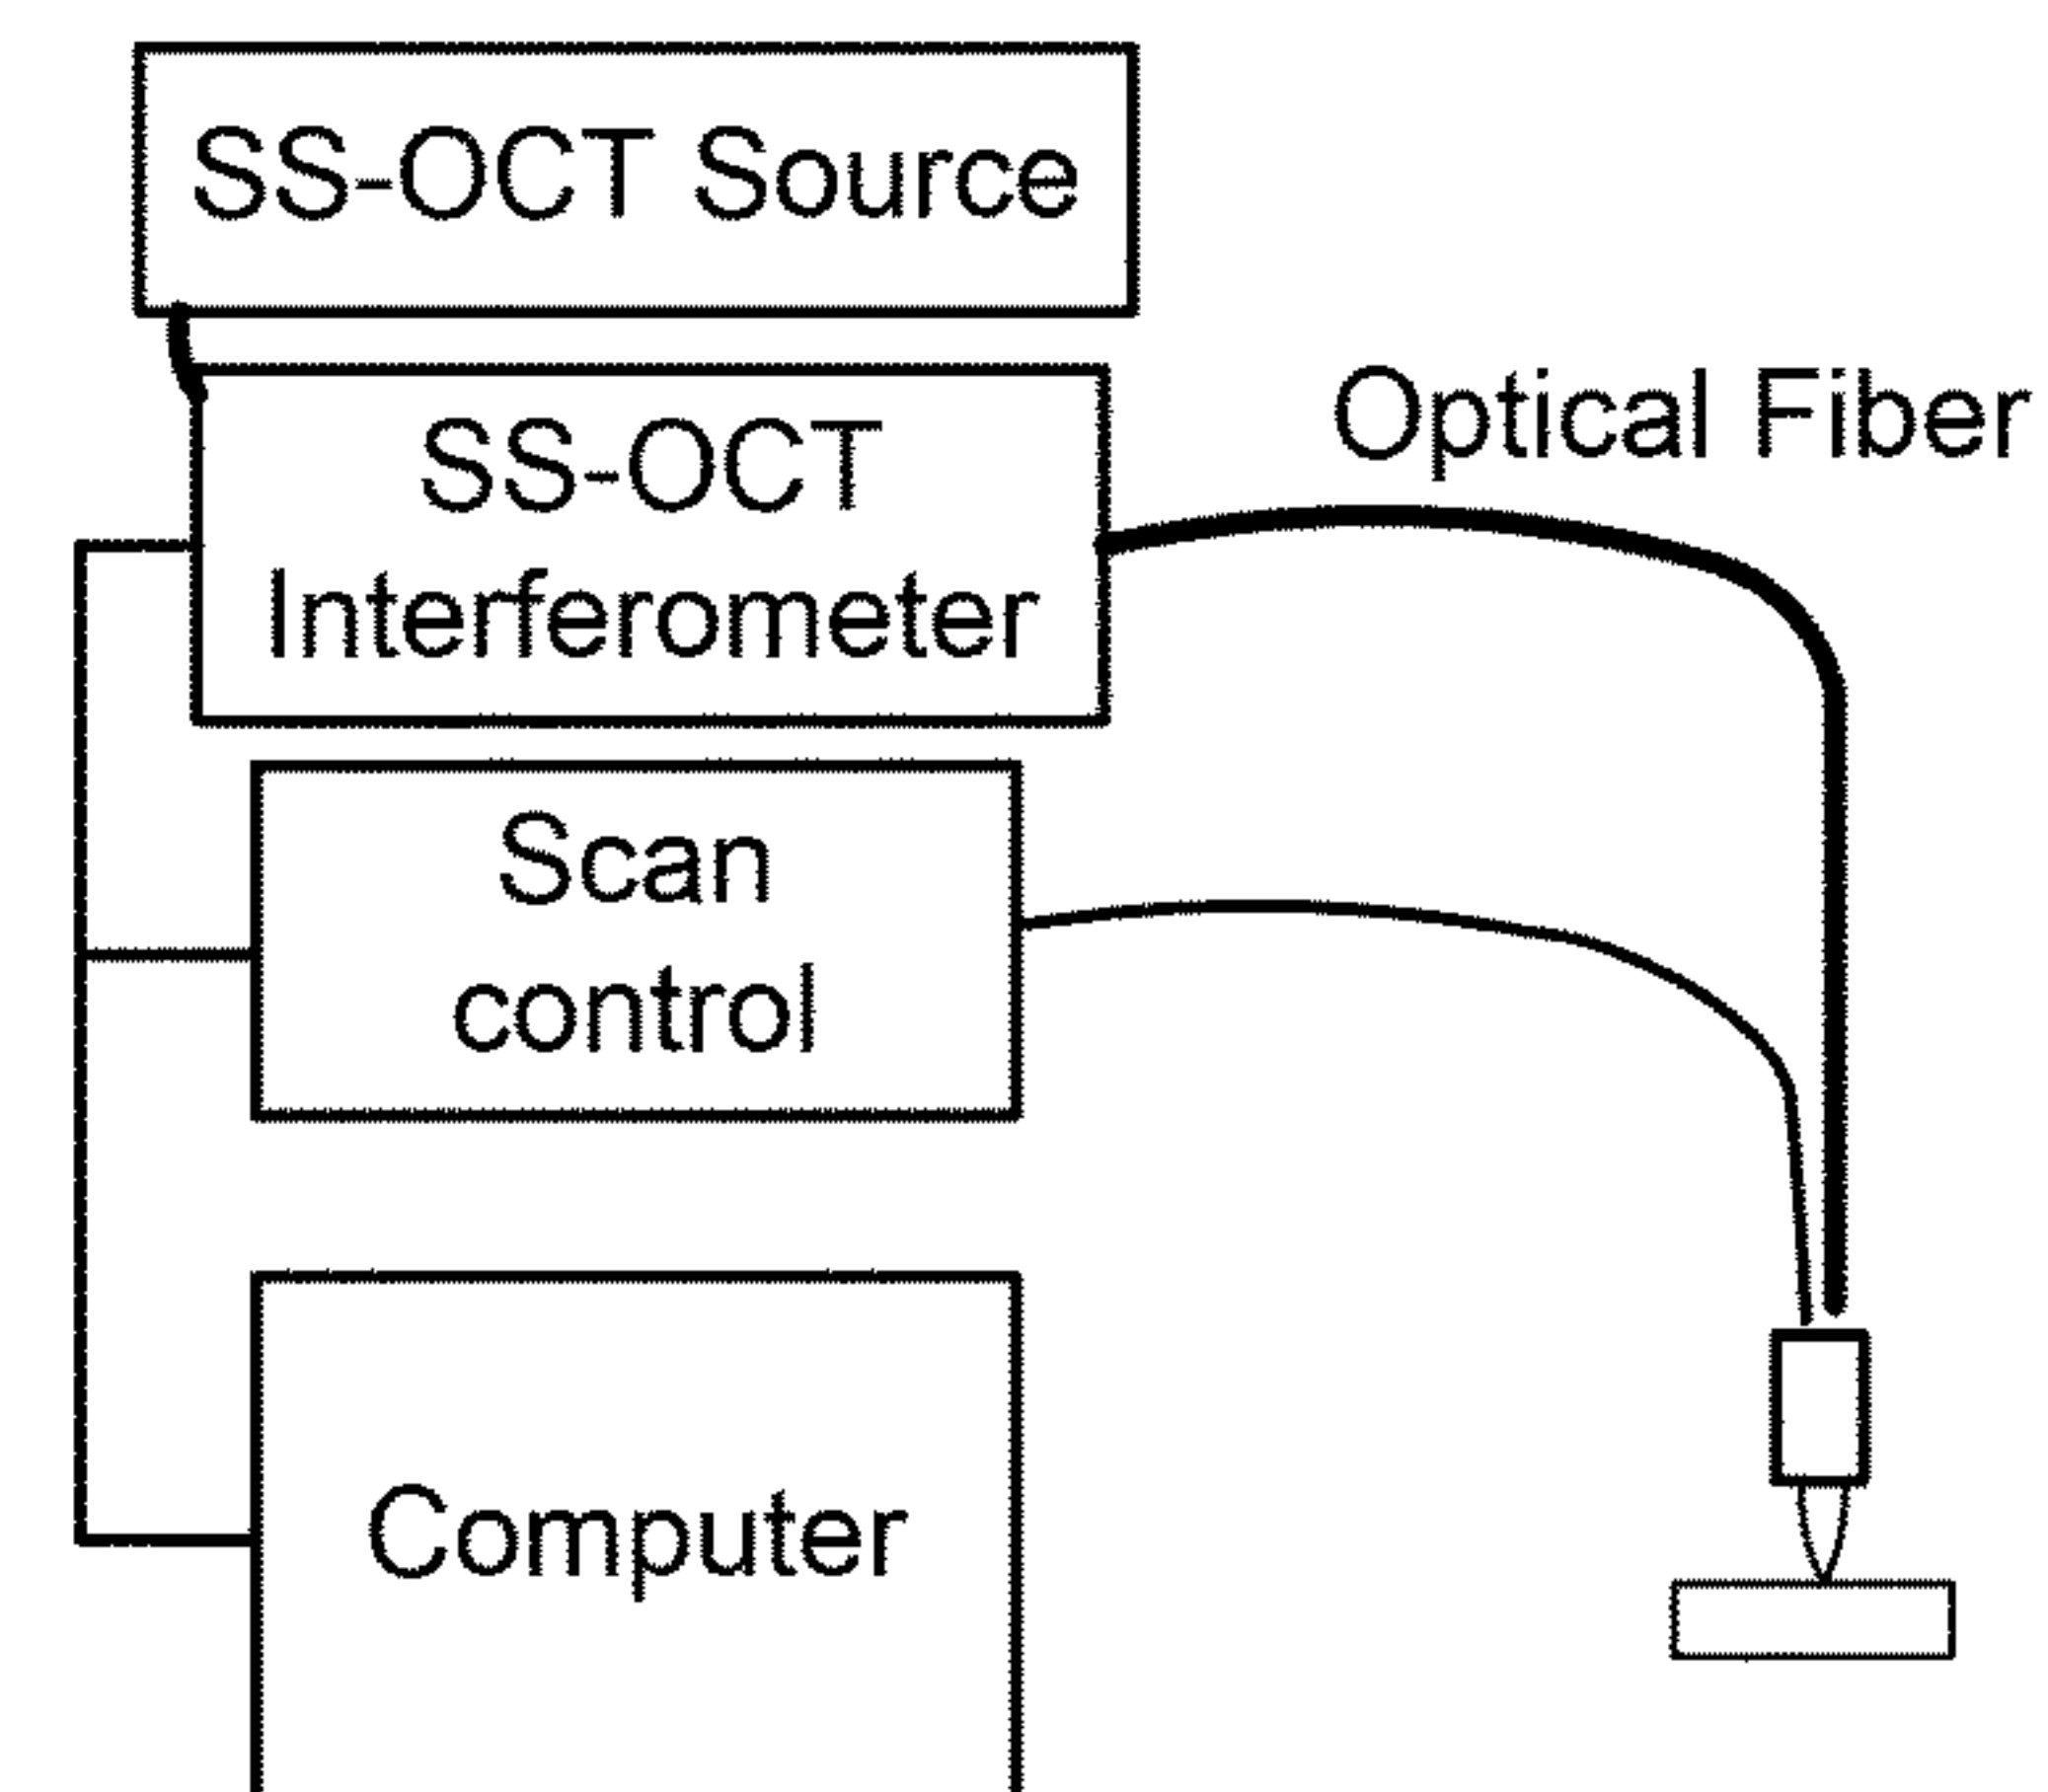 SS-OCT Source
SS-OCT
Interferometer
Optical Fiber
Scan
control
Computer